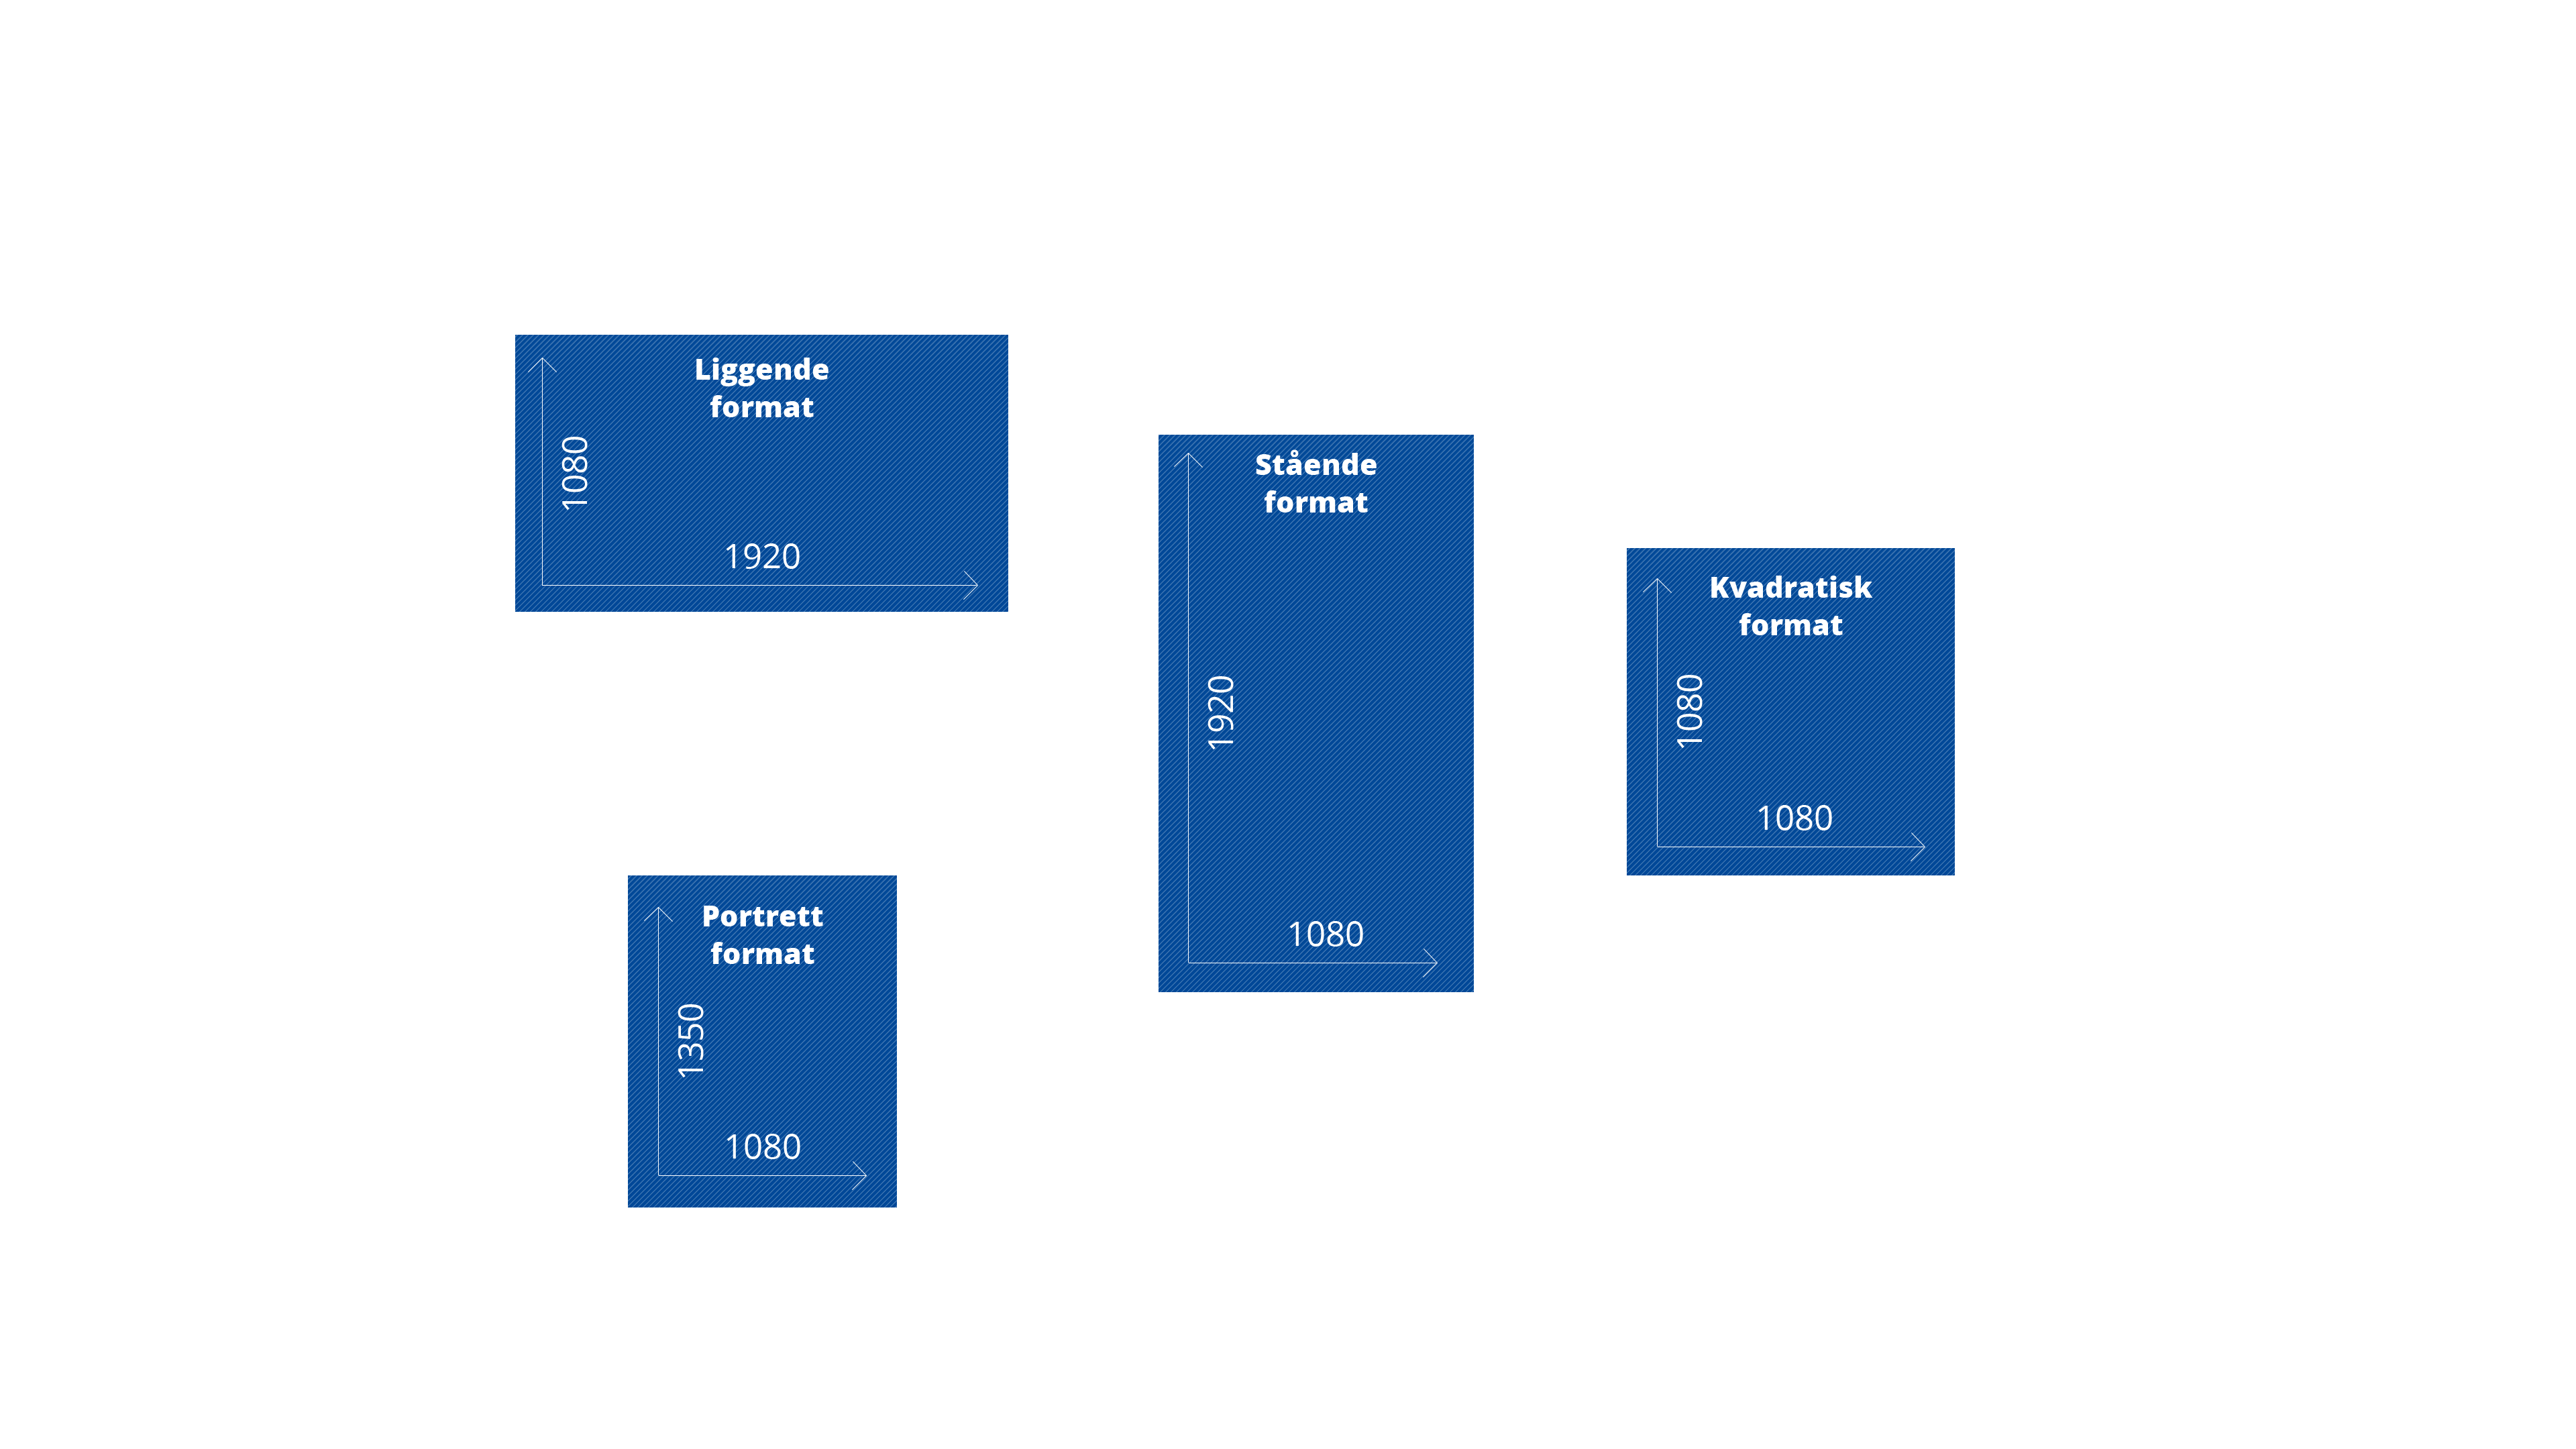 Liggende
format
1080
1920
Stående
format
1920
1080
Kvadratisk
format
1080
1080
Portrett
format
1350
1080